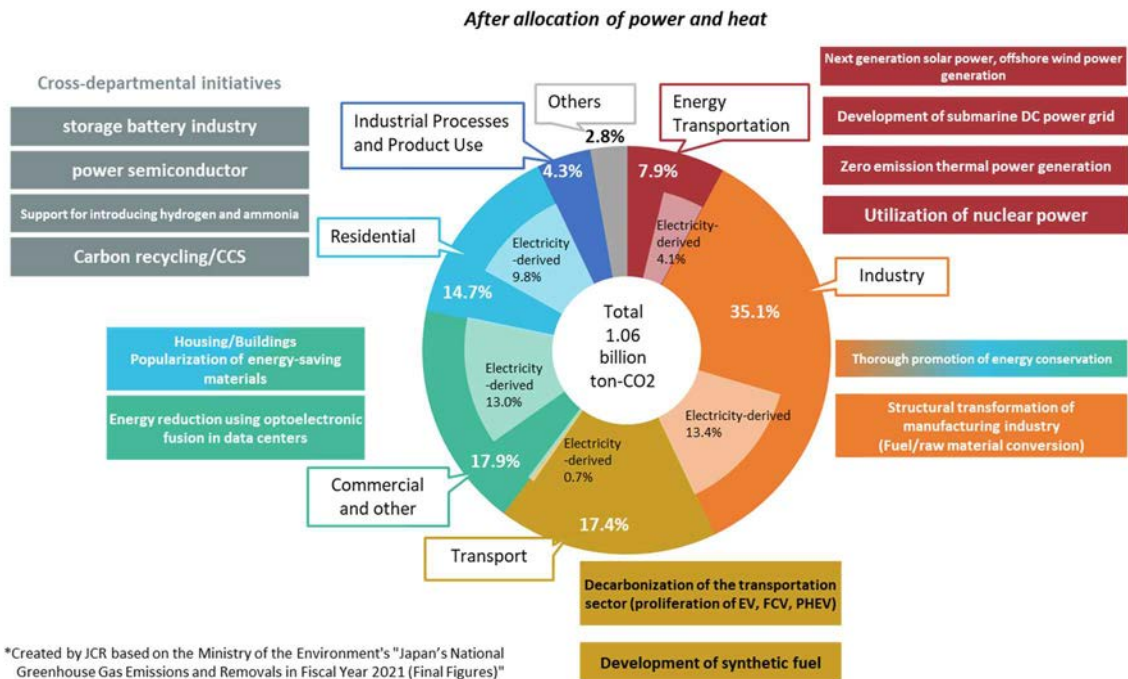 After allocation of power and heat
Cross-departmental initiatives
storage battery industry
power semiconductor
Support for introducing hydrogen and ammonia
Carbon recycling/CCS
Industrial Processes
and Product Use
4.3%
Others
2.8%
Energy
Transportation
7.9%
Electricity-
derived
4.1%
Next generation solar power, offshore wind power
generation
Development of submarine DC power grid
Zero emission thermal power generation
Utilization of nuclear power
Residential
14.7%
Electricity
-derived
9.8%
Industry
35.1%
Electricity-derived
13.4%
Total
1.06
billion
ton-CO2
Housing/Buildings
Popularization of energy-saving
materials
Energy reduction using optoelectronic
fusion in data centers
Electricity
-derived
13.0%
17.9%
Commercial
and other
Thorough promotion of energy conservation
Structural transformation of
manufacturing industry
(Fuel/raw material conversion)
Electricity
-derived
0.7%
17.4%
Transport
Decarbonization of the transportation
sector (proliferation of EV, FCV, PHEV)
Development of synthetic fuel
*Created by JCR based on the Ministry of the Environment's "Japan's National
Greenhouse Gas Emissions and Removals in Fiscal Year 2021 (Final Figures)"